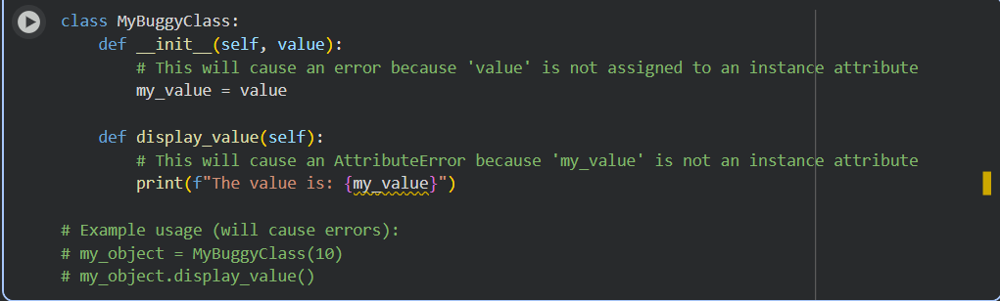 class MyBuggyClass:
    def __init__(self, value):
        # This will cause an error because 'value' is not assigned to an instance attribute
        my_value = value
    def display_value(self):
        # This will cause an AttributeError because 'my_value' is not an instance attribute
        print(f"The value is: {my_value}")
# Example usage (will cause errors):
# my_object = MyBuggyClass(10)
# my_object.display_value()